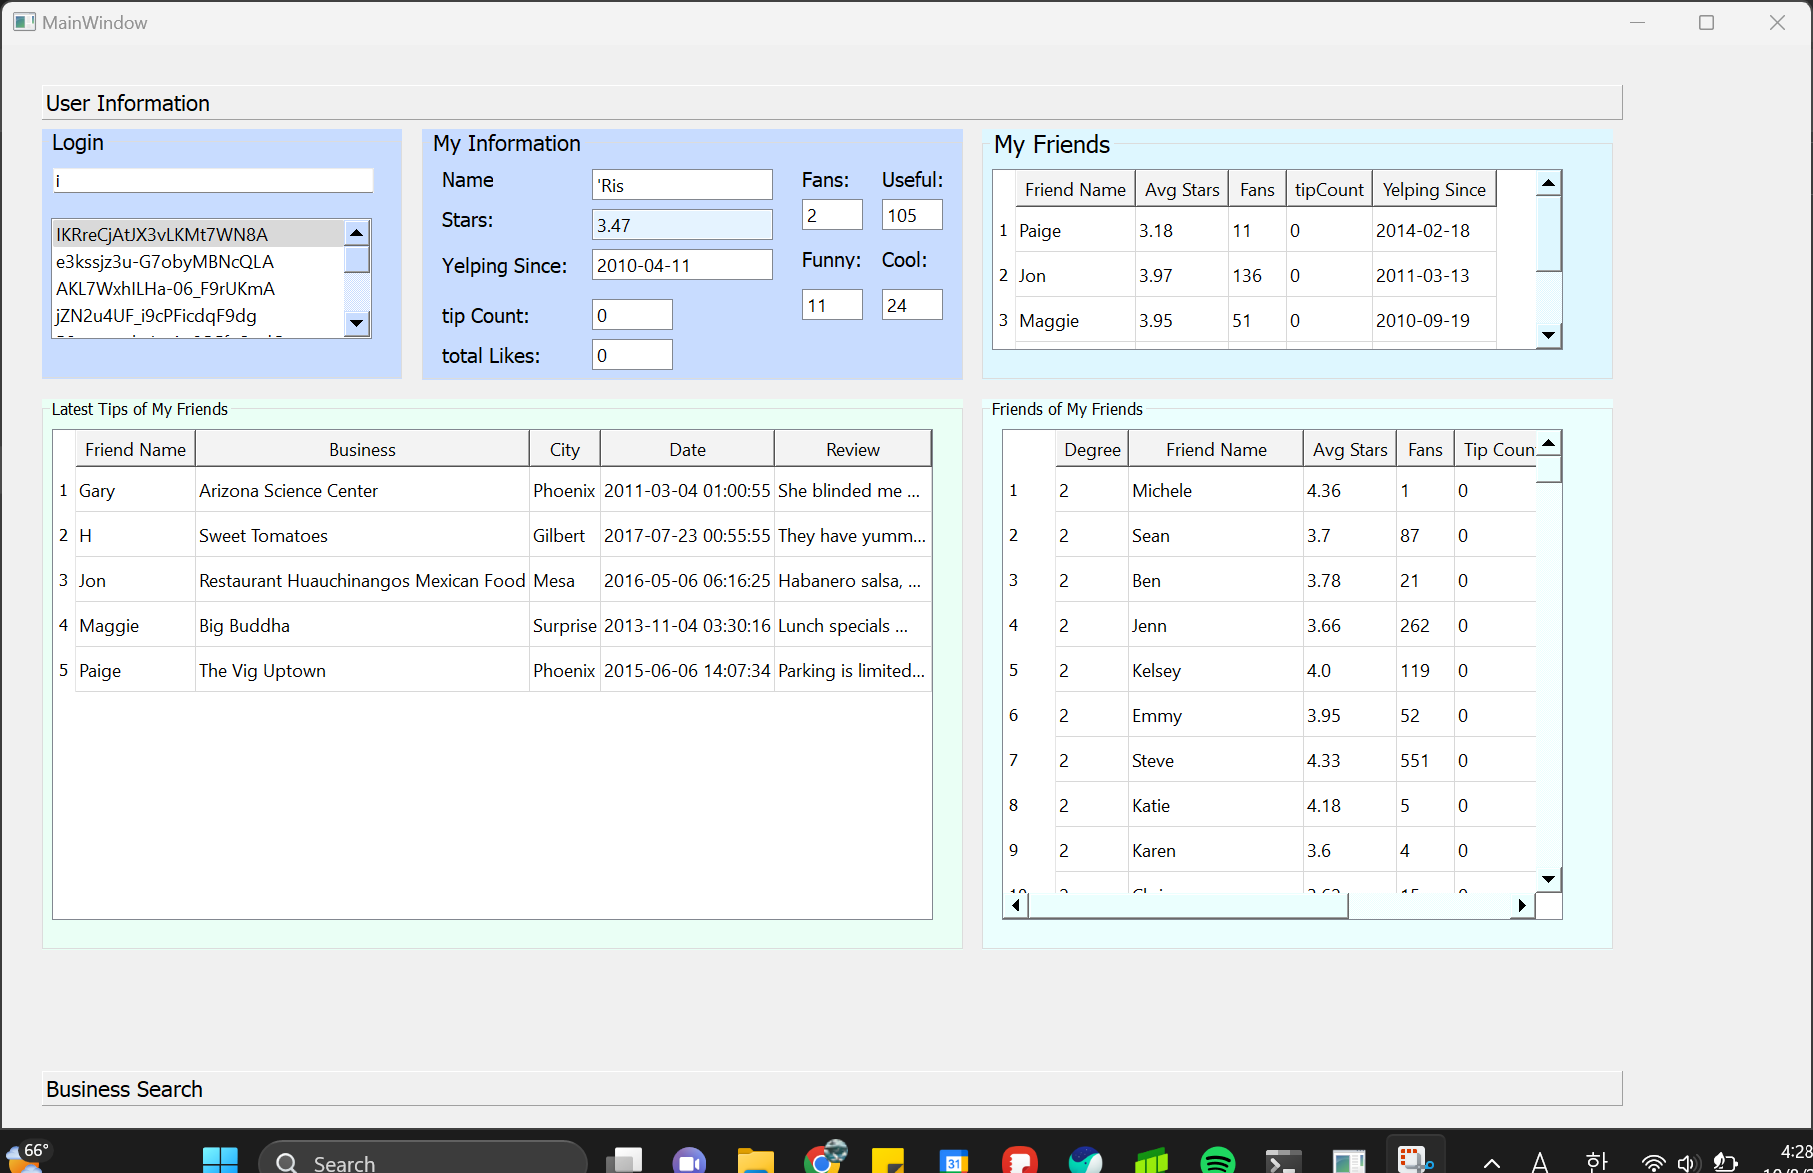 MainWindow
User Information
Login
i
IKRreCjAtJX3vLKMt7WN8A
e3kssjz3u-G7obyMBNcQLA
AKL7WxhILHa-06_F9rUKmA
jZN2u4UF_i9cPFicdqF9dg
My Information
Name 'Ris
Stars: 3.47
Yelping Since: 2010-04-11
tip Count: 0
total Likes: 0
Fans: Useful:
2 105
Funny: Cool:
11 24
My Friends
Friend Name Avg Stars Fans tipCount Yelping Since
1 Paige 3.18 11 0 2014-02-18
2 Jon 3.97 136 0 2011-03-13
3 Maggie 3.95 51 0 2010-09-19
Latest Tips of My Friends
Friend Name Business City Date Review
1 Gary Arizona Science Center Phoenix 2011-03-04 01:00:55 She blinded me ...
2 H Sweet Tomatoes Gilbert 2017-07-23 00:55:55 They have yumm...
3 Jon Restaurant Huauchinangos Mexican Food Mesa 2016-05-06 06:16:25 Habanero salsa, ...
4 Maggie Big Buddha Surprise 2013-11-04 03:30:16 Lunch specials ...
5 Paige The Vig Uptown Phoenix 2015-06-06 14:07:34 Parking is limited...
Friends of My Friends
Degree Friend Name Avg Stars Fans Tip Coun
1 2 Michele 4.36 1 0
2 2 Sean 3.7 87 0
3 2 Ben 3.78 21 0
4 2 Jenn 3.66 262 0
5 2 Kelsey 4.0 119 0
6 2 Emmy 3.95 52 0
7 2 Steve 4.33 551 0
8 2 Katie 4.18 5 0
9 2 Karen 3.6 4 0
Business Search
66°
Search
31
A
하
4:28